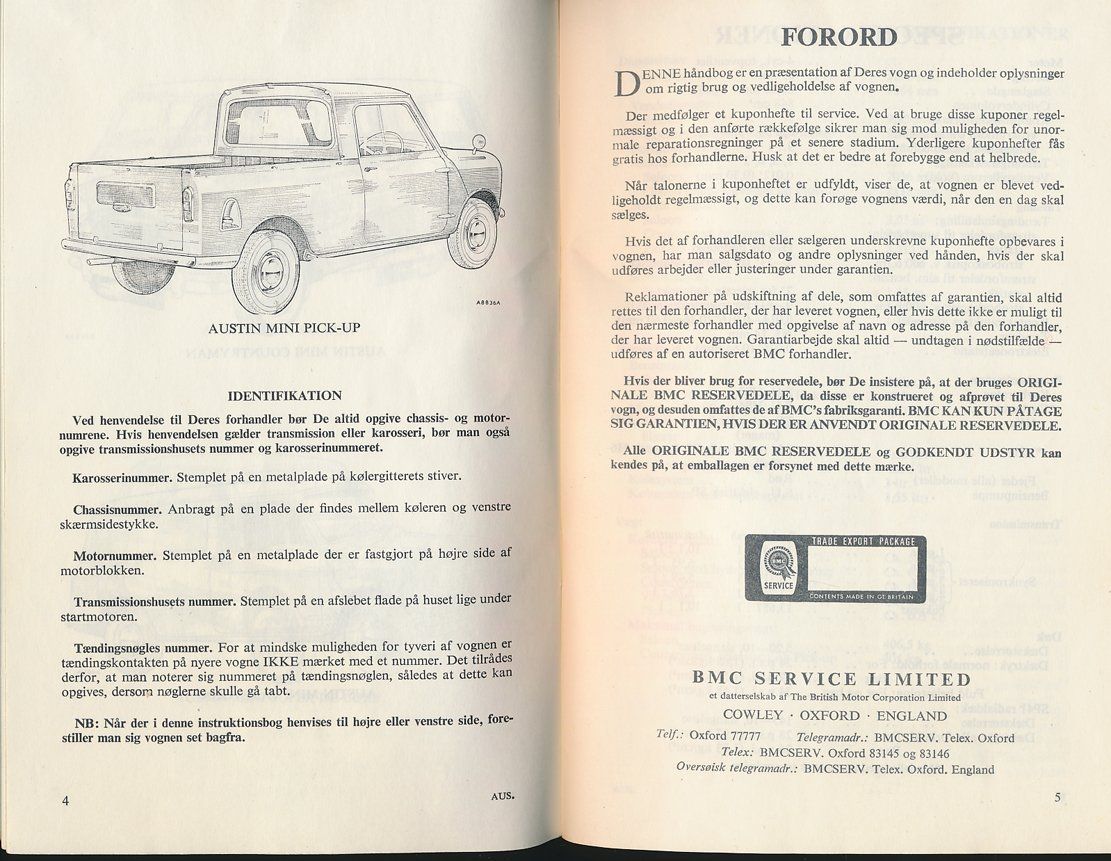 A8836A
AUSTIN MINI PICK-UP
IDENTIFIKATION
Ved henvendelse til Deres forhandler bør De altid opgive chassis- og motor-
numrene. Hvis henvendelsen gælder transmission eller karosseri, bør man også
opgive transmissionshusets nummer og karosserinummeret.
Karosserinummer. Stemplet på en metalplade på kølergitterets stiver.
Chassisnummer. Anbragt på en plade der findes mellem køleren og venstre
skærmsidestykke.
Motornummer. Stemplet på en metalplade der er fastgjort på højre side af
motorblokken.
Transmissionshusets nummer. Stemplet på en afslebet flade på huset lige under
startmotoren.
Tændingsnøgles nummer. For at mindske muligheden for tyveri af vognen er
tændingskontakten på nyere vogne IKKE mærket med et nummer. Det tilrådes
derfor, at man noterer sig nummeret på tændingsnøglen, således at dette kan
opgives, dersom nøglerne skulle gå tabt.
NB: Når der i denne instruktionsbog henvises til højre eller venstre side, fore-
stiller man sig vognen set bagfra.
4
AUS.
FORORD
DENNE håndbog er en præsentation af Deres vogn og indeholder oplysninger
om rigtig brug og vedligeholdelse af vognen.
Der medfølger et kuponhefte til service. Ved at bruge disse kuponer regel-
mæssigt og i den anførte rækkefølge sikrer man sig mod muligheden for unor-
male reparationsregninger på et senere stadium. Yderligere kuponhefter fås
gratis hos forhandlerne. Husk at det er bedre at forebygge end at helbrede.
Når talonerne i kuponheftet er udfyldt, viser de, at vognen er blevet ved-
ligeholdt regelmæssigt, og dette kan forøge vognens værdi, når den en dag skal
sælges.
Hvis det af forhandleren eller sælgeren underskrevne kuponhefte opbevares i
vognen, har man salgsdato og andre oplysninger ved hånden, hvis der skal
udføres arbejder eller justeringer under garantien.
Reklamationer på udskiftning af dele, som omfattes af garantien, skal altid
rettes til den forhandler, der har leveret vognen, eller hvis dette ikke er muligt til
den nærmeste forhandler med opgivelse af navn og adresse på den forhandler,
der har leveret vognen. Garantiarbejde skal altid — undtagen i nødstilfælde —
udføres af en autoriseret BMC forhandler.
Hvis der bliver brug for reservedele, bør De insistere på, at der bruges ORIGI-
NALE BMC RESERVEDELE, da disse er konstrueret og afprøvet til Deres
vogn, og desuden omfattes de af BMC's fabriksgaranti. BMC KAN KUN PÅTAGE
SIG GARANTIEN, HVIS DER ER ANVENDT ORIGINALE RESERVEDELE.
Alle ORIGINALE BMC RESERVEDELE og GODKENDT UDSTYR kan
kendes på, at emballagen er forsynet med dette mærke.
TRADE EXPORT PACKAGE
BMC
SERVICE
CONTENTS MADE IN GT. BRITAIN
BMC SERVICE LIMITED
et datterselskab af The British Motor Corporation Limited
COWLEY · OXFORD · ENGLAND
Telf.: Oxford 77777 Telegramadr.: BMCSERV. Telex. Oxford
Telex: BMCSERV. Oxford 83145 og 83146
Oversøisk telegramadr.: BMCSERV. Telex. Oxford. England
5